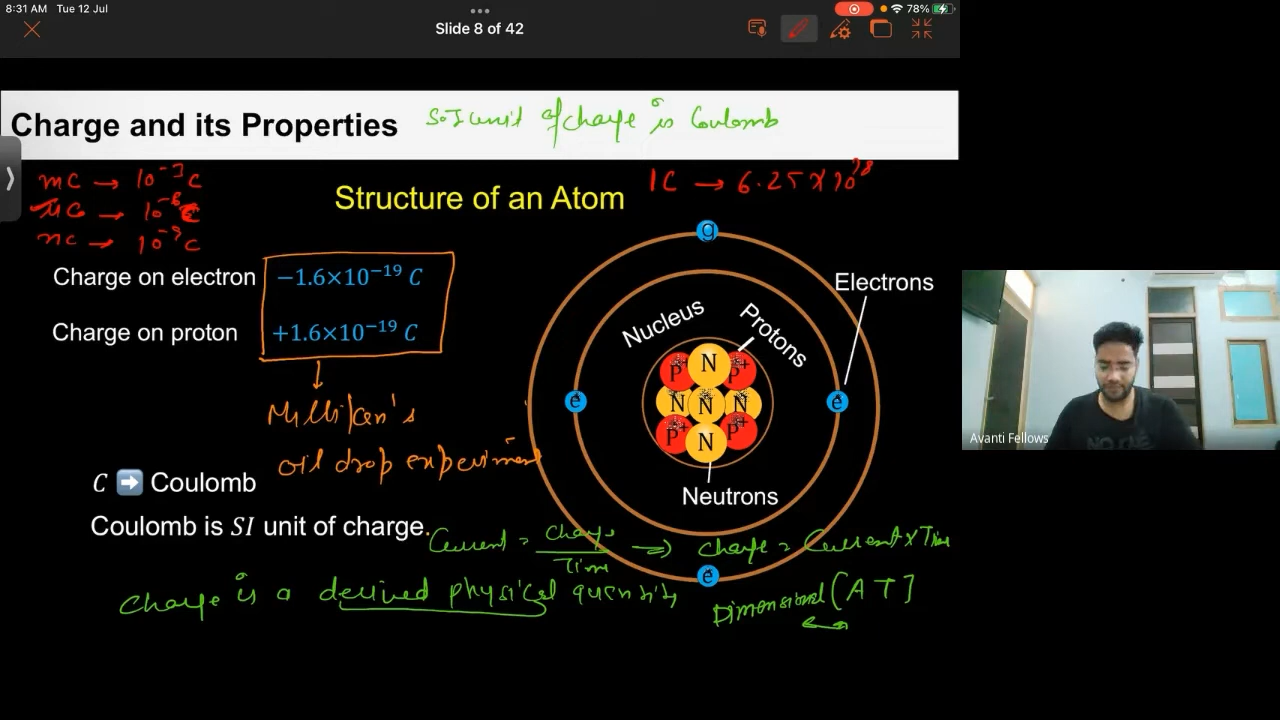 8:31 AM Tue 12 Jul
78%
Slide 8 of 42
Charge and its Properties
S.I unit of charge is Coulomb
mC → 10⁻³ C
μC → 10⁻⁶ C
nC → 10⁻⁹ C
Structure of an Atom
1C → 6.25 × 10¹⁸
Charge on electron −1.6×10⁻¹⁹ C
Charge on proton +1.6×10⁻¹⁹ C
Electrons
Nucleus
Protons
e
N
P P⁺
N N N
e
e
P⁺ P⁺
N
Millikan's
oil drop experiment
Neutrons
C ➡ Coulomb
Coulomb is SI unit of charge.
Current = Charge / Time → Charge = Current × Time
e
Charge is a derived physical quantity
Dimensional [A T]
Avanti Fellows